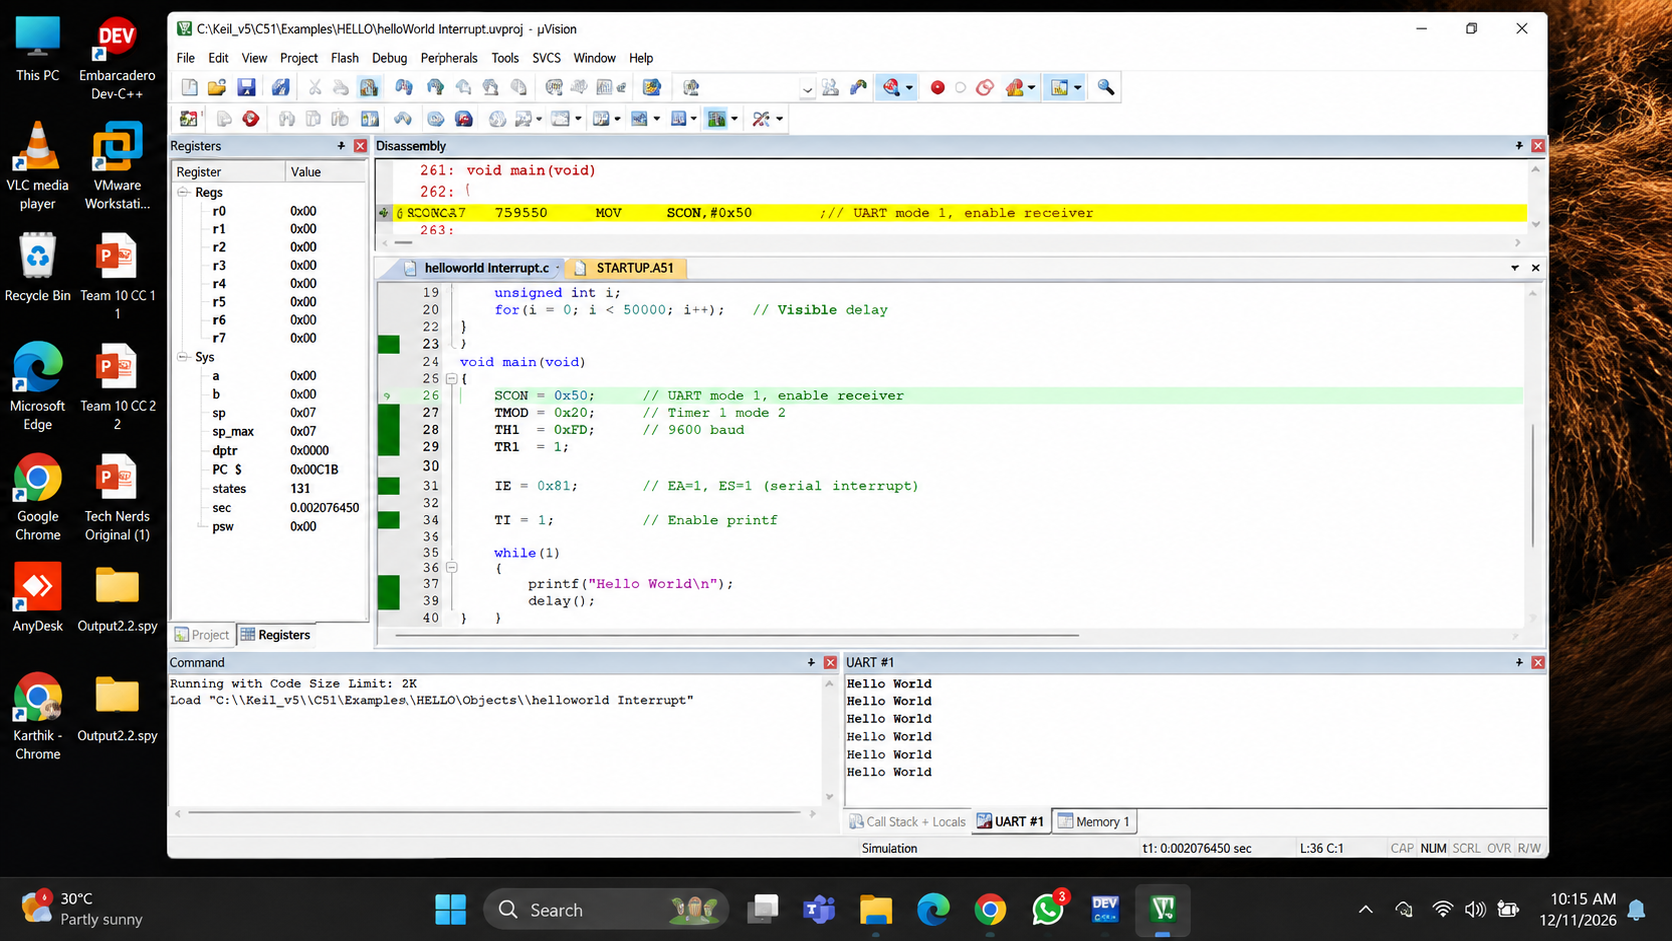 This PC
Embarcadero
Dev-C++
VLC media
player
VMware
Workstati...
Recycle Bin
Team 10 CC 1
1
Microsoft
Edge
Team 10 CC 2
2
Google
Chrome
Tech Nerds
Original (1)
AnyDesk
Output2.2.spy
Karthik -
Chrome
Output2.2.spy
C:\Keil_v5\C51\Examples\HELLO\helloWorld Interrupt.uvproj - µVision
File Edit View Project Flash Debug Peripherals Tools SVCS Window Help
Registers
Register Value
Regs
r0 0x00
r1 0x00
r2 0x00
r3 0x00
r4 0x00
r5 0x00
r6 0x00
r7 0x00
Sys
a 0x00
b 0x00
sp 0x07
sp_max 0x07
dptr 0x0000
PC $ 0x00C1B
states 131
sec 0.002076450
psw 0x00
Project Registers
Disassembly
261: void main(void)
262: {
759550 MOV SCON,#0x50 ;// UART mode 1, enable receiver
263:
helloworld Interrupt.c STARTUP.A51
19 unsigned int i;
20 for(i = 0; i < 50000; i++); // Visible delay
22 }
23 }
24 void main(void)
25 {
26 SCON = 0x50; // UART mode 1, enable receiver
27 TMOD = 0x20; // Timer 1 mode 2
28 TH1 = 0xFD; // 9600 baud
29 TR1 = 1;
30
31 IE = 0x81; // EA=1, ES=1 (serial interrupt)
32
34 TI = 1; // Enable printf
36
35 while(1)
36 {
37 printf("Hello World\n");
39 delay();
40 } }
Command
Running with Code Size Limit: 2K
Load "C:\\Keil_v5\\C51\Examples\\HELLO\Objects\\helloworld Interrupt"
UART #1
Hello World
Hello World
Hello World
Hello World
Hello World
Hello World
Call Stack + Locals UART #1 Memory 1
Simulation t1: 0:002076450 sec L:36 C:1 CAP NUM SCRL OVR R/W
30°C
Partly sunny
Search
3
DEV
10:15 AM
12/11/2026